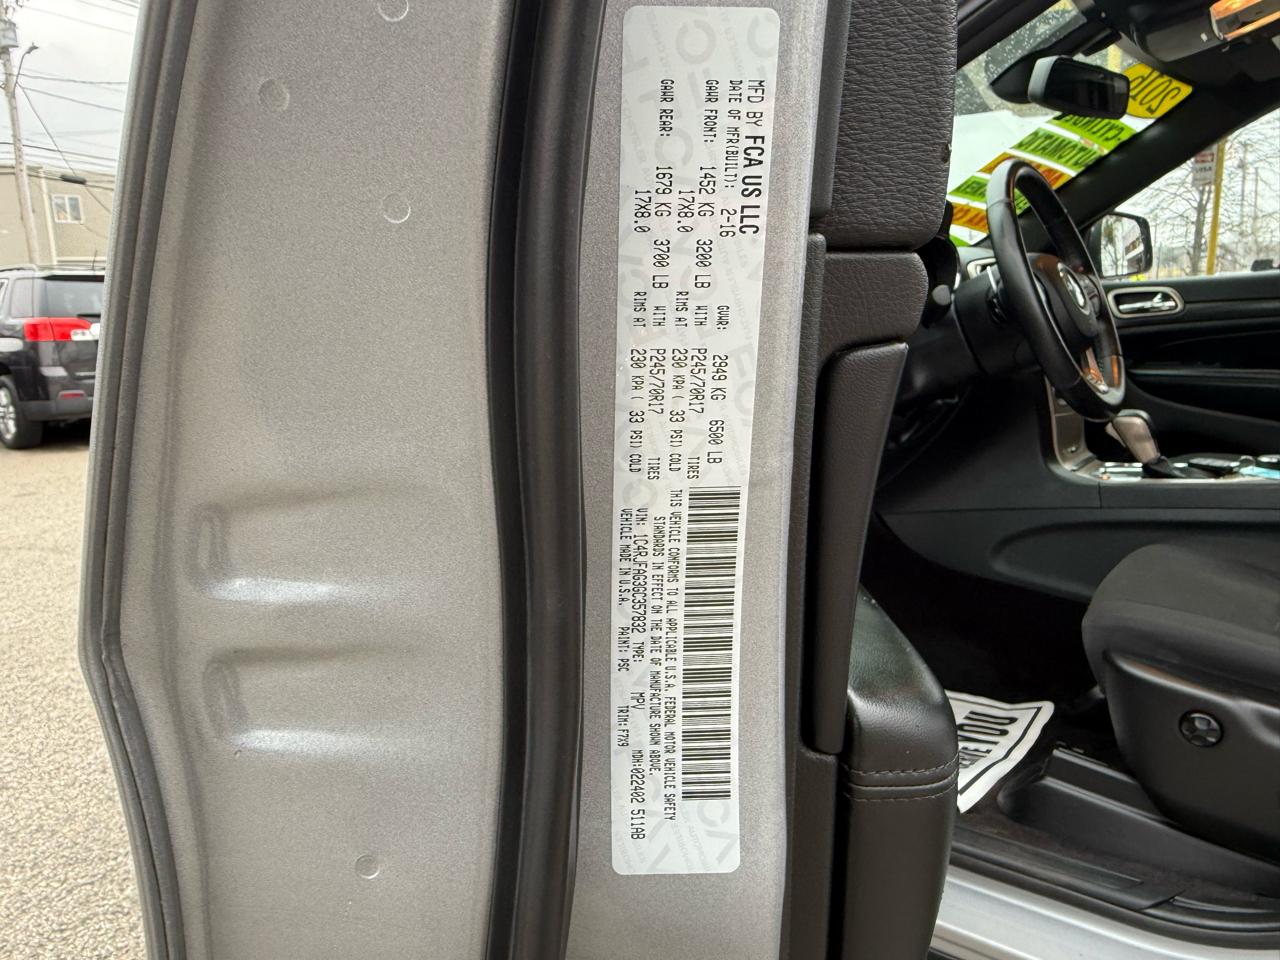 MFD BY FCA US LLC
DATE OF MFR(BUILT): 2-16 GVWR: 2949 KG 6500 LB
GAWR FRONT: 1452 KG 3200 LB WITH P245/70R17 TIRES
17X8.0 RIMS AT 230 KPA( 33 PSI) COLD
GAWR REAR: 1679 KG 3700 LB WITH P245/70R17 TIRES
17X8.0 RIMS AT 230 KPA( 33 PSI) COLD
THIS VEHICLE CONFORMS TO ALL APPLICABLE U.S.A. FEDERAL MOTOR VEHICLE SAFETY
STANDARDS IN EFFECT ON THE DATE OF MANUFACTURE SHOWN ABOVE.
VIN: 1C4RJFAG3GC357832 TYPE: MPV MDH:022402 511AB
VEHICLE MADE IN U.S.A. PAINT: PSC TRIM:F7X9
2016
AUTOMATIC